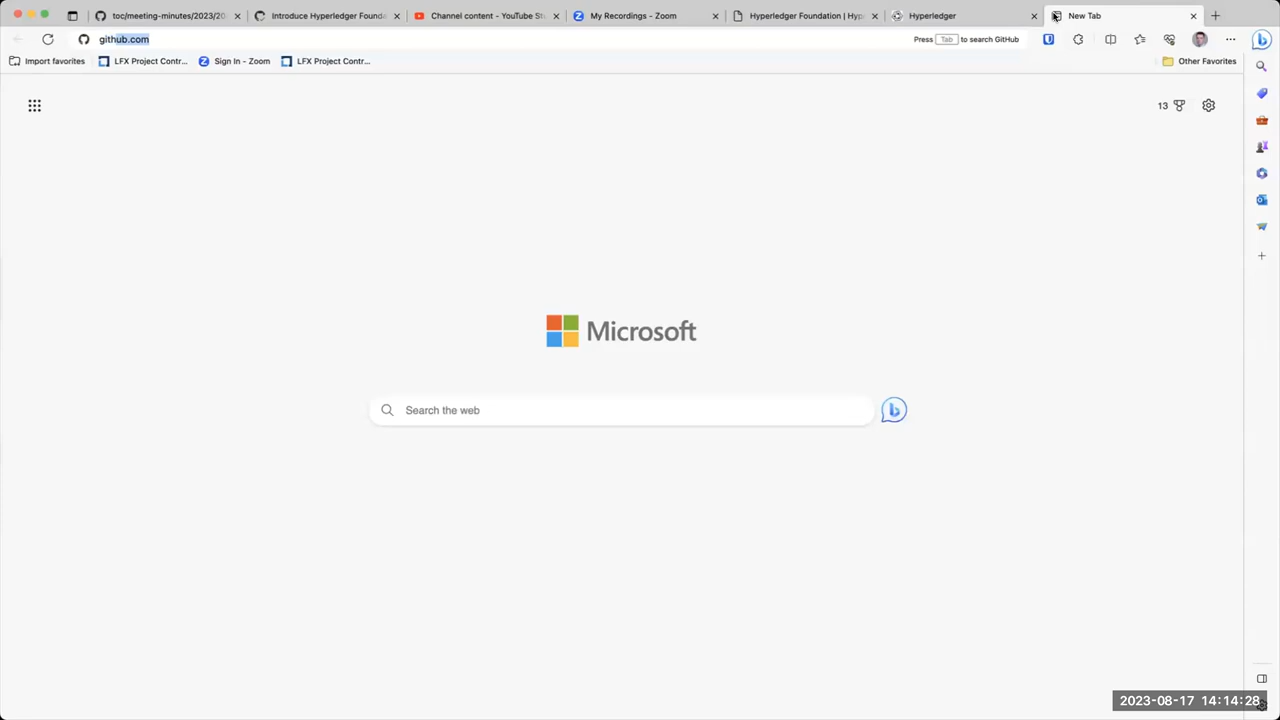 toc/meeting-minutes/2023/20
Introduce Hyperledger Founda
Channel content - YouTube St
My Recordings - Zoom
Hyperledger Foundation | Hyp
Hyperledger
New Tab
github.com
Press Tab to search GitHub
Import favorites
LFX Project Contr...
Sign In - Zoom
LFX Project Contr...
Other Favorites
13
Microsoft
Search the web
2023-08-17 14:14:28